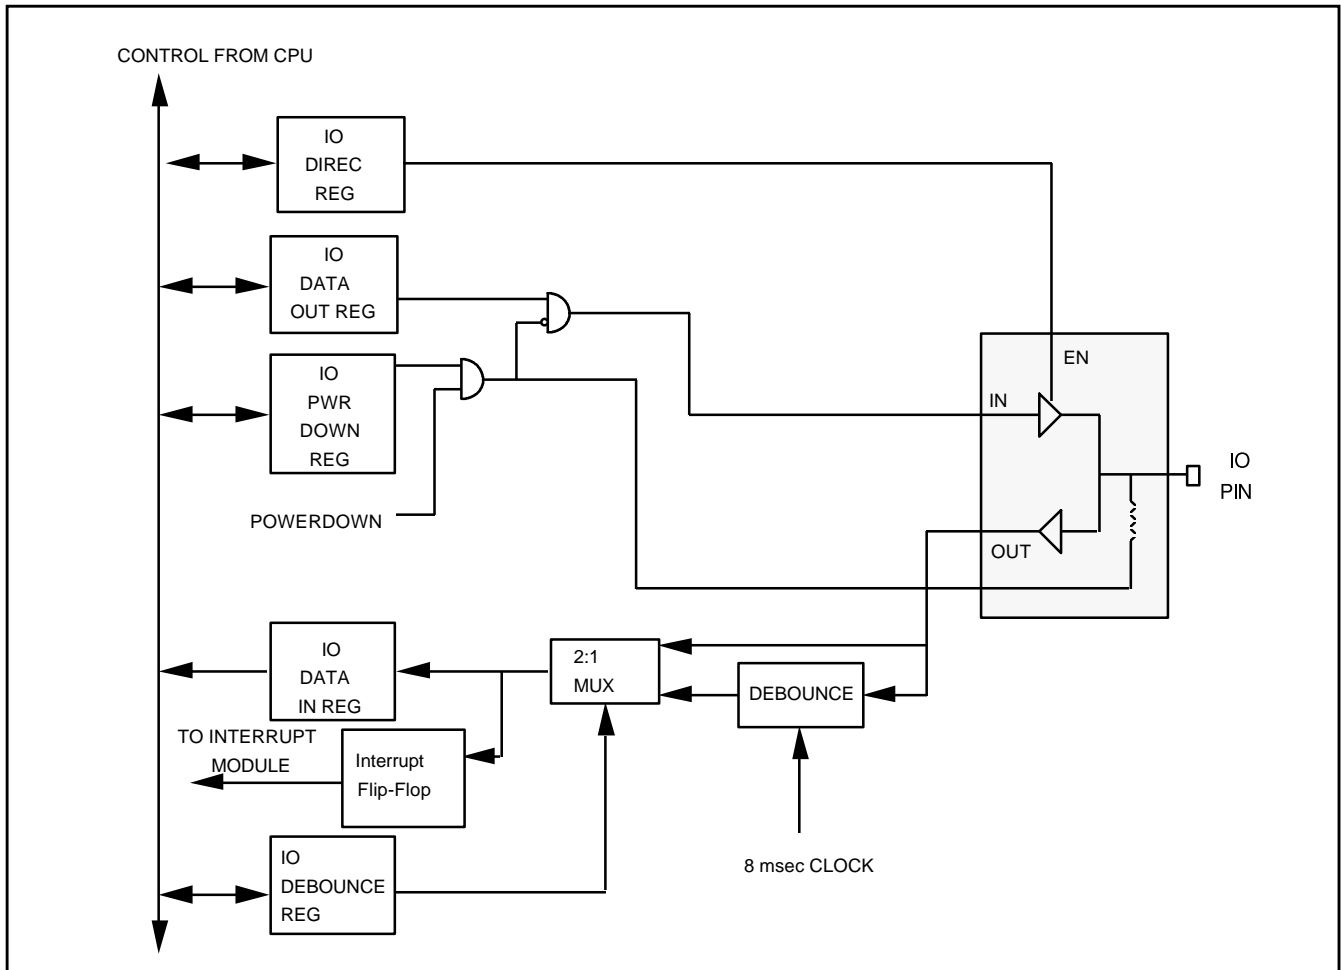 CONTROL FROM CPU
IO
DIREC
REG
IO
DATA
OUT REG
IO
PWR
DOWN
REG
POWERDOWN
EN
IN
OUT
IO
PIN
IO
DATA
IN REG
2:1
MUX
DEBOUNCE
TO INTERRUPT
MODULE
Interrupt
Flip-Flop
8 msec CLOCK
IO
DEBOUNCE
REG